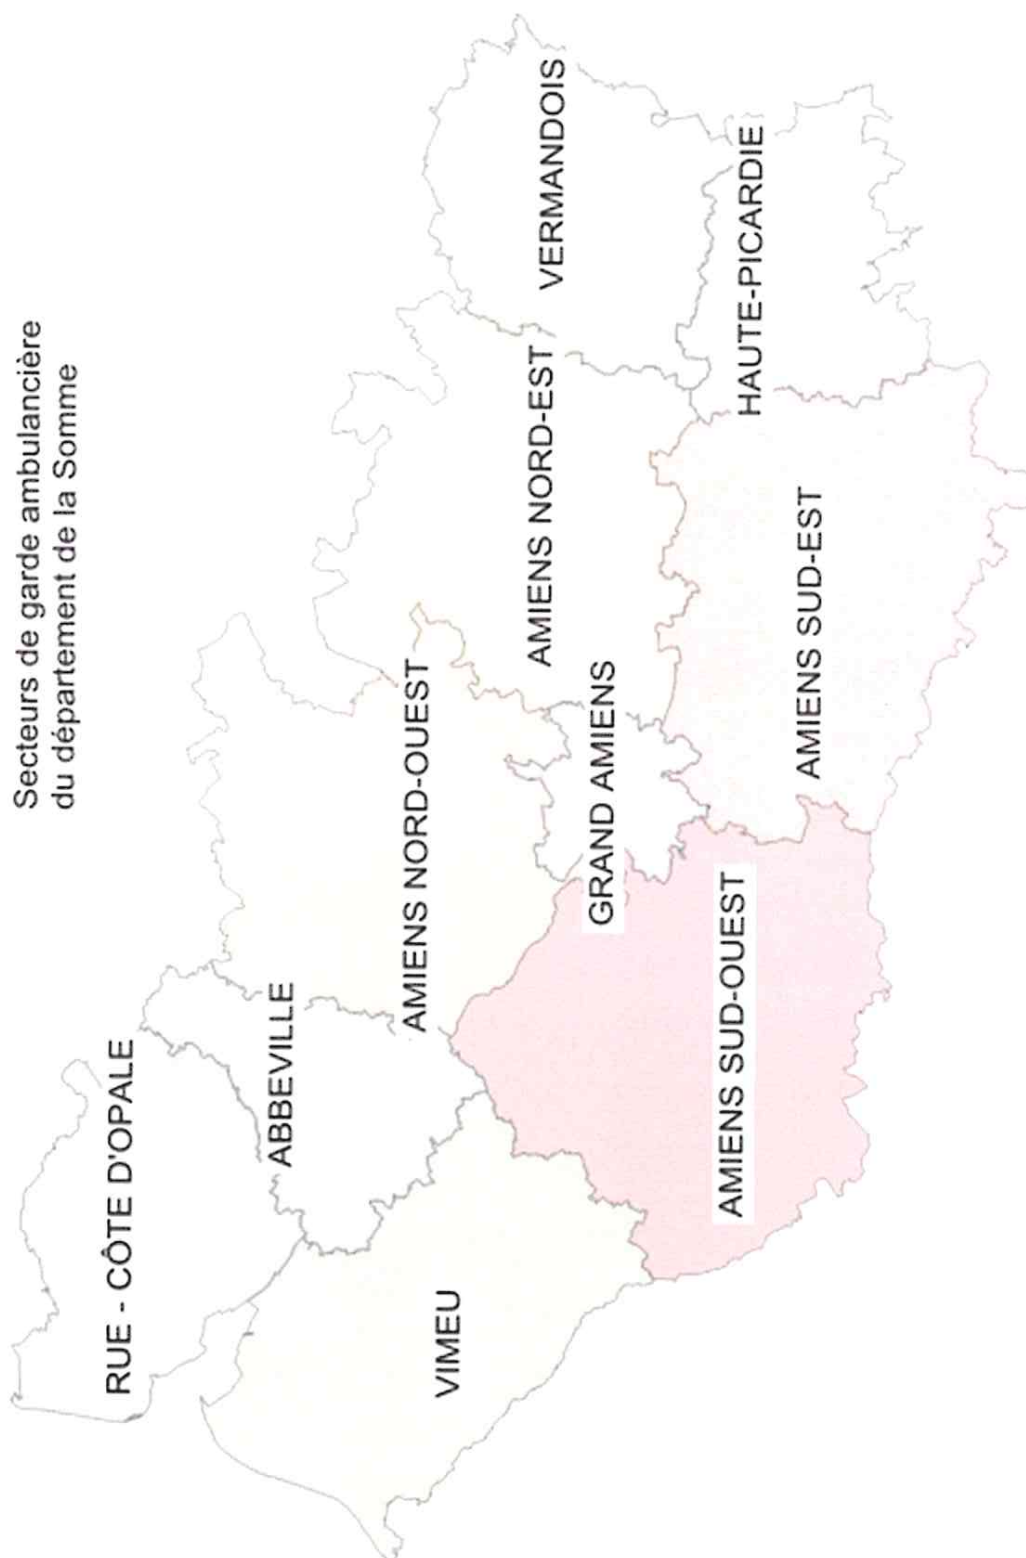 Secteurs de garde ambulancière
du département de la Somme
RUE - CÔTE D'OPALE
ABBEVILLE
VIMEU
AMIENS NORD-OUEST
AMIENS NORD-EST
VERMANDOIS
GRAND AMIENS
HAUTE-PICARDIE
AMIENS SUD-OUEST
AMIENS SUD-EST